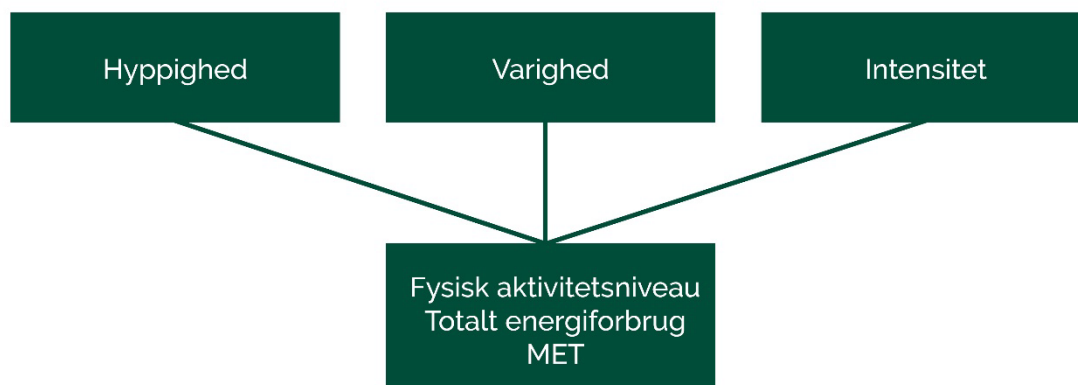 Hyppighed
Varighed
Intensitet
Fysisk aktivitetsniveau
Totalt energiforbrug
MET